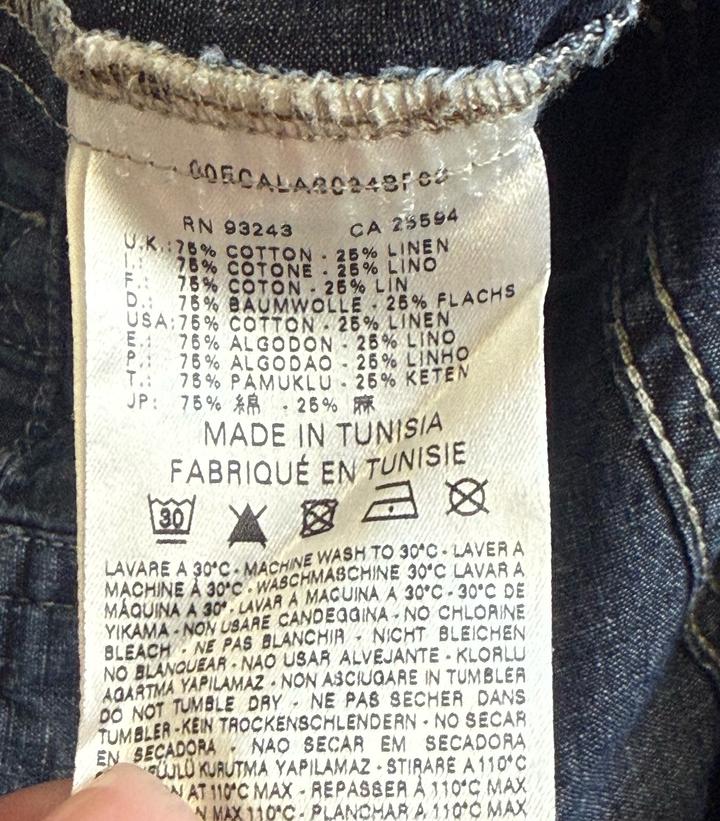 RN 93243 CA 25594
U.K.: 75% COTTON - 25% LINEN
I.: 75% COTONE - 25% LINO
F.: 75% COTON - 25% LIN
D.: 75% BAUMWOLLE - 25% FLACHS
USA: 75% COTTON - 25% LINEN
E.: 75% ALGODON - 25% LINO
P.: 75% ALGODAO - 25% LINHO
T.: 75% PAMUKLU - 25% KETEN
JP: 75% 綿 - 25% 麻
MADE IN TUNISIA
FABRIQUÉ EN TUNISIE
30
LAVARE A 30°C - MACHINE WASH TO 30°C - LAVER A
MACHINE À 30°C - WASCHMASCHINE 30°C LAVAR A
MÁQUINA A 30° - LAVAR A MACUINA A 30°C - 30°C DE
YIKAMA - NON USARE CANDEGGINA - NO CHLORINE
BLEACH - NE PAS BLANCHIR - NICHT BLEICHEN
NO BLANQUEAR - NAO USAR ALVEJANTE - KLORLU
AGARTMA YAPILAMAZ - NON ASCIUGARE IN TUMBLER
DO NOT TUMBLE DRY - NE PAS SECHER DANS
TUMBLER - KEIN TROCKENSCHLENDERN - NO SECAR
EN SECADORA - NAO SECAR EM SECADORA
KURUTMA YAPILAMAZ - STIRARE A 110°C
AT 110°C MAX - REPASSER À 110°C MAX
MAX 110°C - PLANCHAR A 110°C MAX